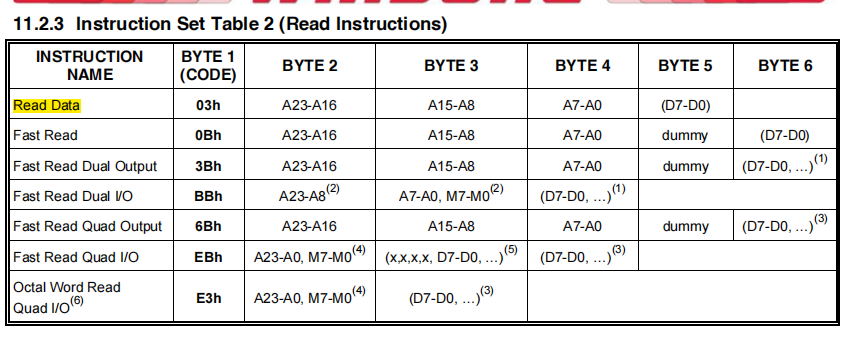 11.2.3 Instruction Set Table 2 (Read Instructions)
INSTRUCTION NAME BYTE 1 (CODE) BYTE 2 BYTE 3 BYTE 4 BYTE 5 BYTE 6
Read Data 03h A23-A16 A15-A8 A7-A0 (D7-D0)
Fast Read 0Bh A23-A16 A15-A8 A7-A0 dummy (D7-D0)
Fast Read Dual Output 3Bh A23-A16 A15-A8 A7-A0 dummy (D7-D0, ...)(1)
Fast Read Dual I/O BBh A23-A8(2) A7-A0, M7-M0(2) (D7-D0, ...)(1)
Fast Read Quad Output 6Bh A23-A16 A15-A8 A7-A0 dummy (D7-D0, ...)(3)
Fast Read Quad I/O EBh A23-A0, M7-M0(4) (x,x,x,x, D7-D0, ...)(5) (D7-D0, ...)(3)
Octal Word Read Quad I/O(6) E3h A23-A0, M7-M0(4) (D7-D0, ...)(3)